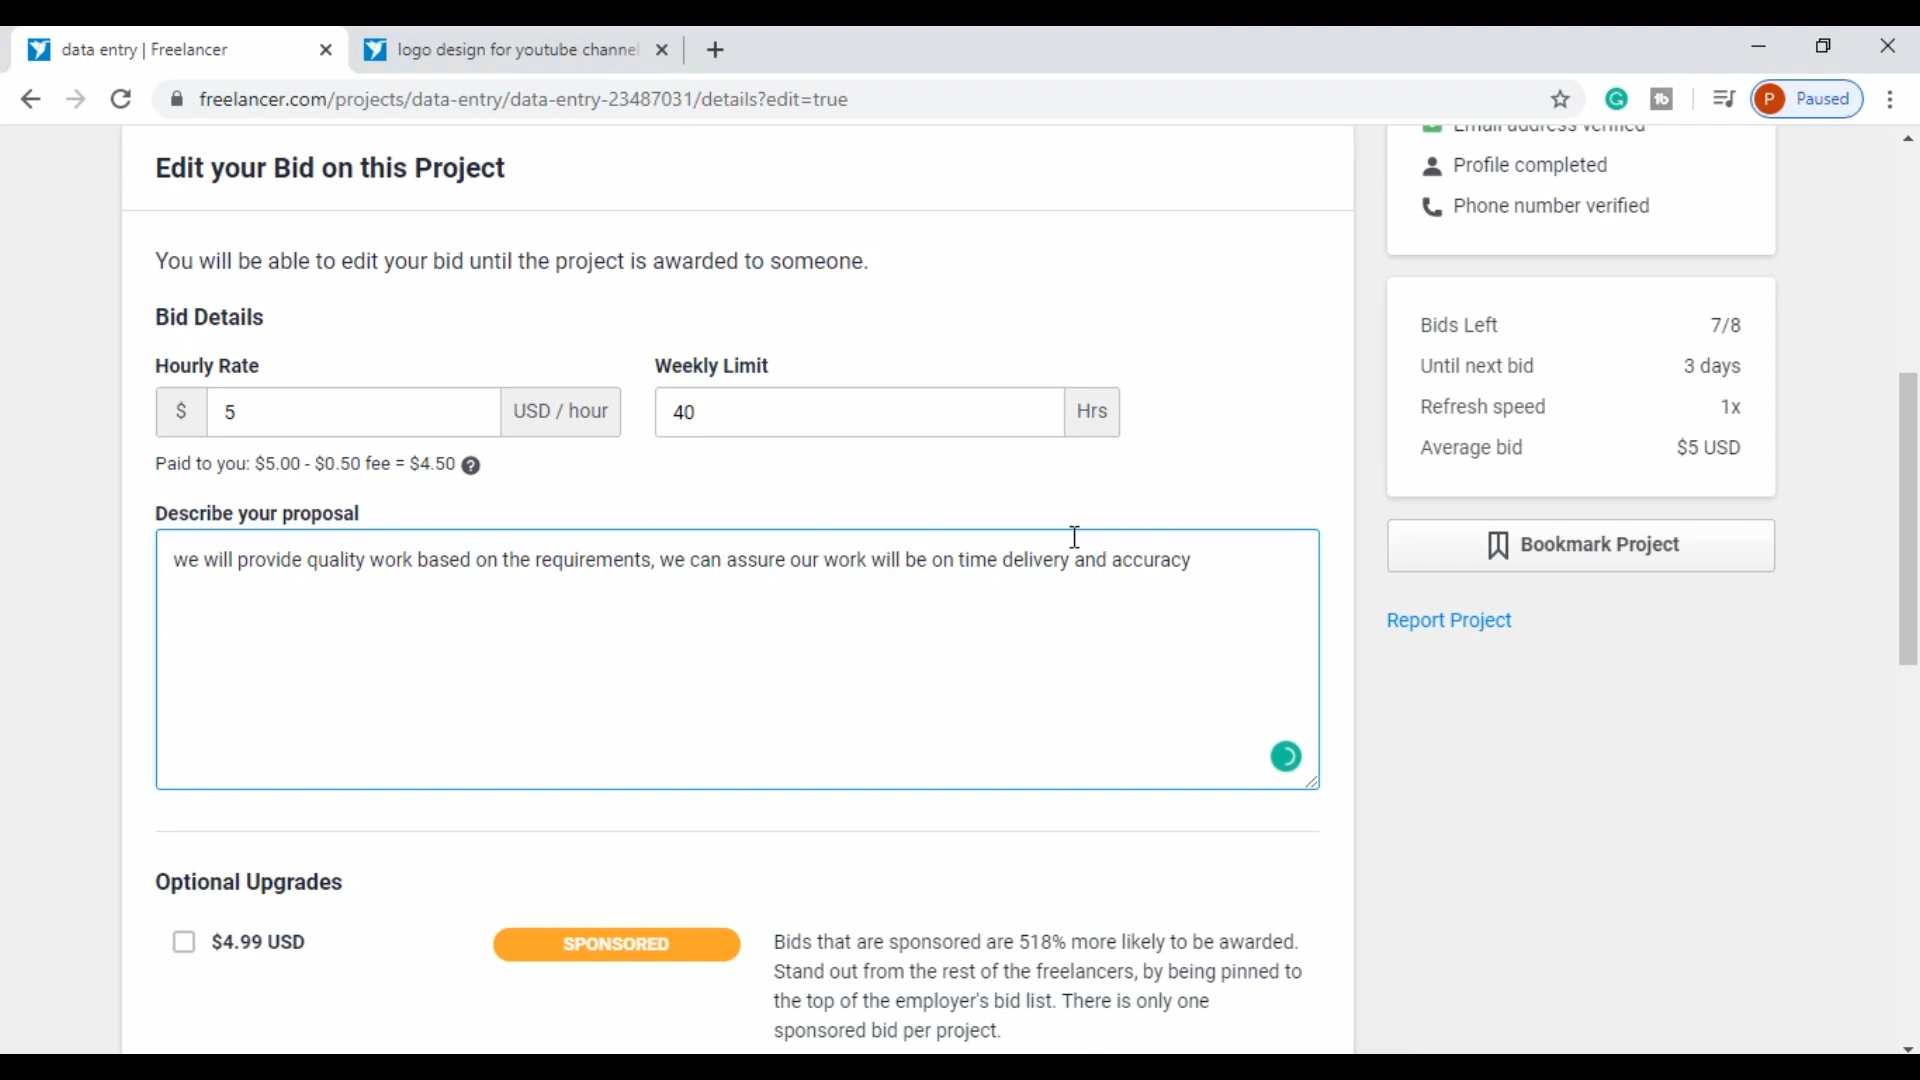 data entry | Freelancer
logo design for youtube channel
freelancer.com/projects/data-entry/data-entry-23487031/details?edit=true
P Paused
Edit your Bid on this Project
You will be able to edit your bid until the project is awarded to someone.
Bid Details
Hourly Rate
Weekly Limit
$ 5 USD / hour
40 Hrs
Paid to you: $5.00 - $0.50 fee = $4.50
Describe your proposal
we will provide quality work based on the requirements, we can assure our work will be on time delivery and accuracy
Optional Upgrades
$4.99 USD
SPONSORED
Bids that are sponsored are 518% more likely to be awarded.
Stand out from the rest of the freelancers, by being pinned to
the top of the employer's bid list. There is only one
sponsored bid per project.
Email address verified
Profile completed
Phone number verified
Bids Left 7/8
Until next bid 3 days
Refresh speed 1x
Average bid $5 USD
Bookmark Project
Report Project